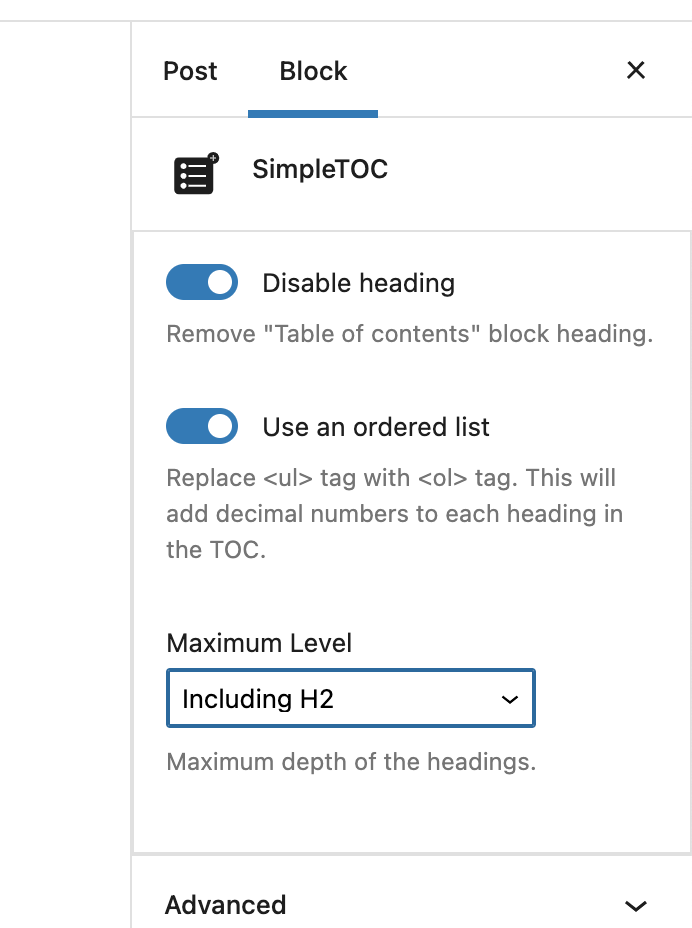 Post Block
SimpleTOC
Disable heading
Remove "Table of contents" block heading.
Use an ordered list
Replace <ul> tag with <ol> tag. This will
add decimal numbers to each heading in
the TOC.
Maximum Level
Including H2
Maximum depth of the headings.
Advanced